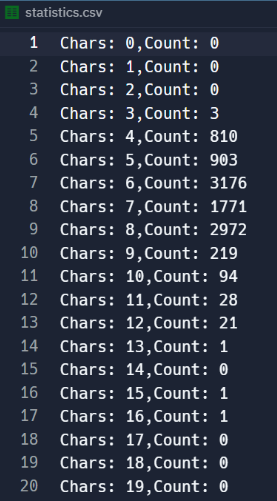 statistics.csv
1 Chars: 0,Count: 0
2 Chars: 1,Count: 0
3 Chars: 2,Count: 0
4 Chars: 3,Count: 3
5 Chars: 4,Count: 810
6 Chars: 5,Count: 903
7 Chars: 6,Count: 3176
8 Chars: 7,Count: 1771
9 Chars: 8,Count: 2972
10 Chars: 9,Count: 219
11 Chars: 10,Count: 94
12 Chars: 11,Count: 28
13 Chars: 12,Count: 21
14 Chars: 13,Count: 1
15 Chars: 14,Count: 0
16 Chars: 15,Count: 1
17 Chars: 16,Count: 1
18 Chars: 17,Count: 0
19 Chars: 18,Count: 0
20 Chars: 19,Count: 0